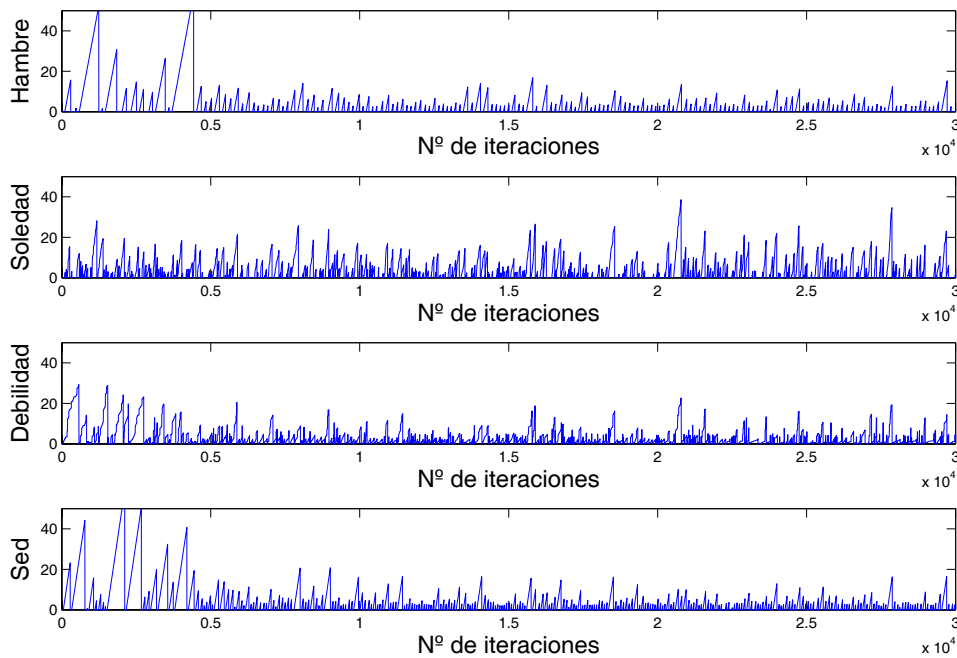 Hambre
40
20
0
0 0.5 1 1.5 2 2.5 3
Nº de iteraciones
x 10⁴
Soledad
40
20
0
0 0.5 1 1.5 2 2.5 3
Nº de iteraciones
x 10⁴
Debilidad
40
20
0
0 0.5 1 1.5 2 2.5 3
Nº de iteraciones
x 10⁴
Sed
40
20
0
0 0.5 1 1.5 2 2.5 3
Nº de iteraciones
x 10⁴